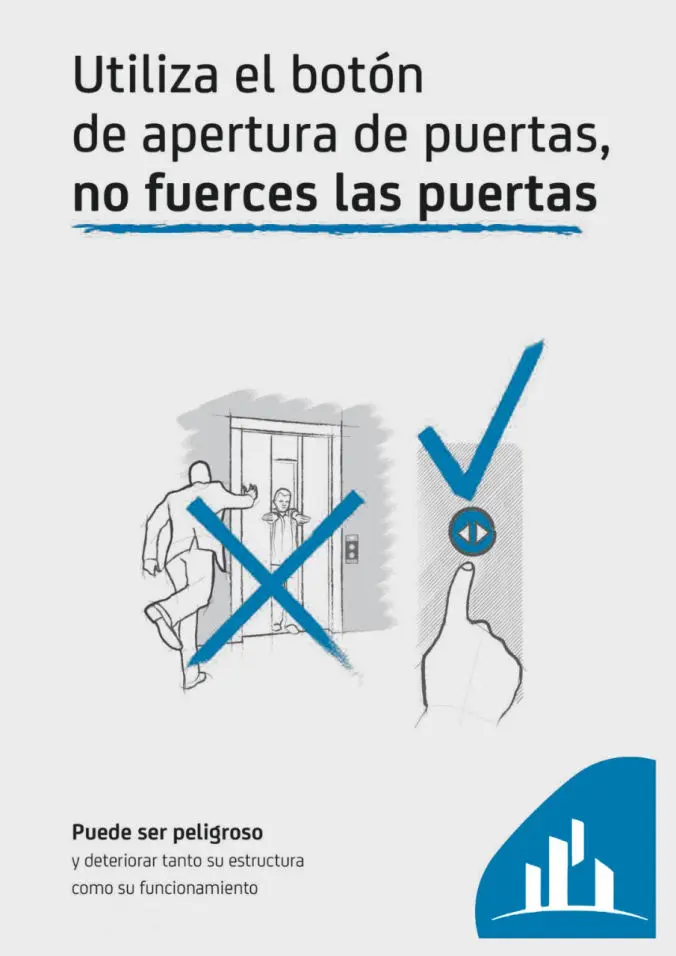 Utiliza el botón
de apertura de puertas,
no fuerces las puertas
Puede ser peligroso
y deteriorar tanto su estructura
como su funcionamiento